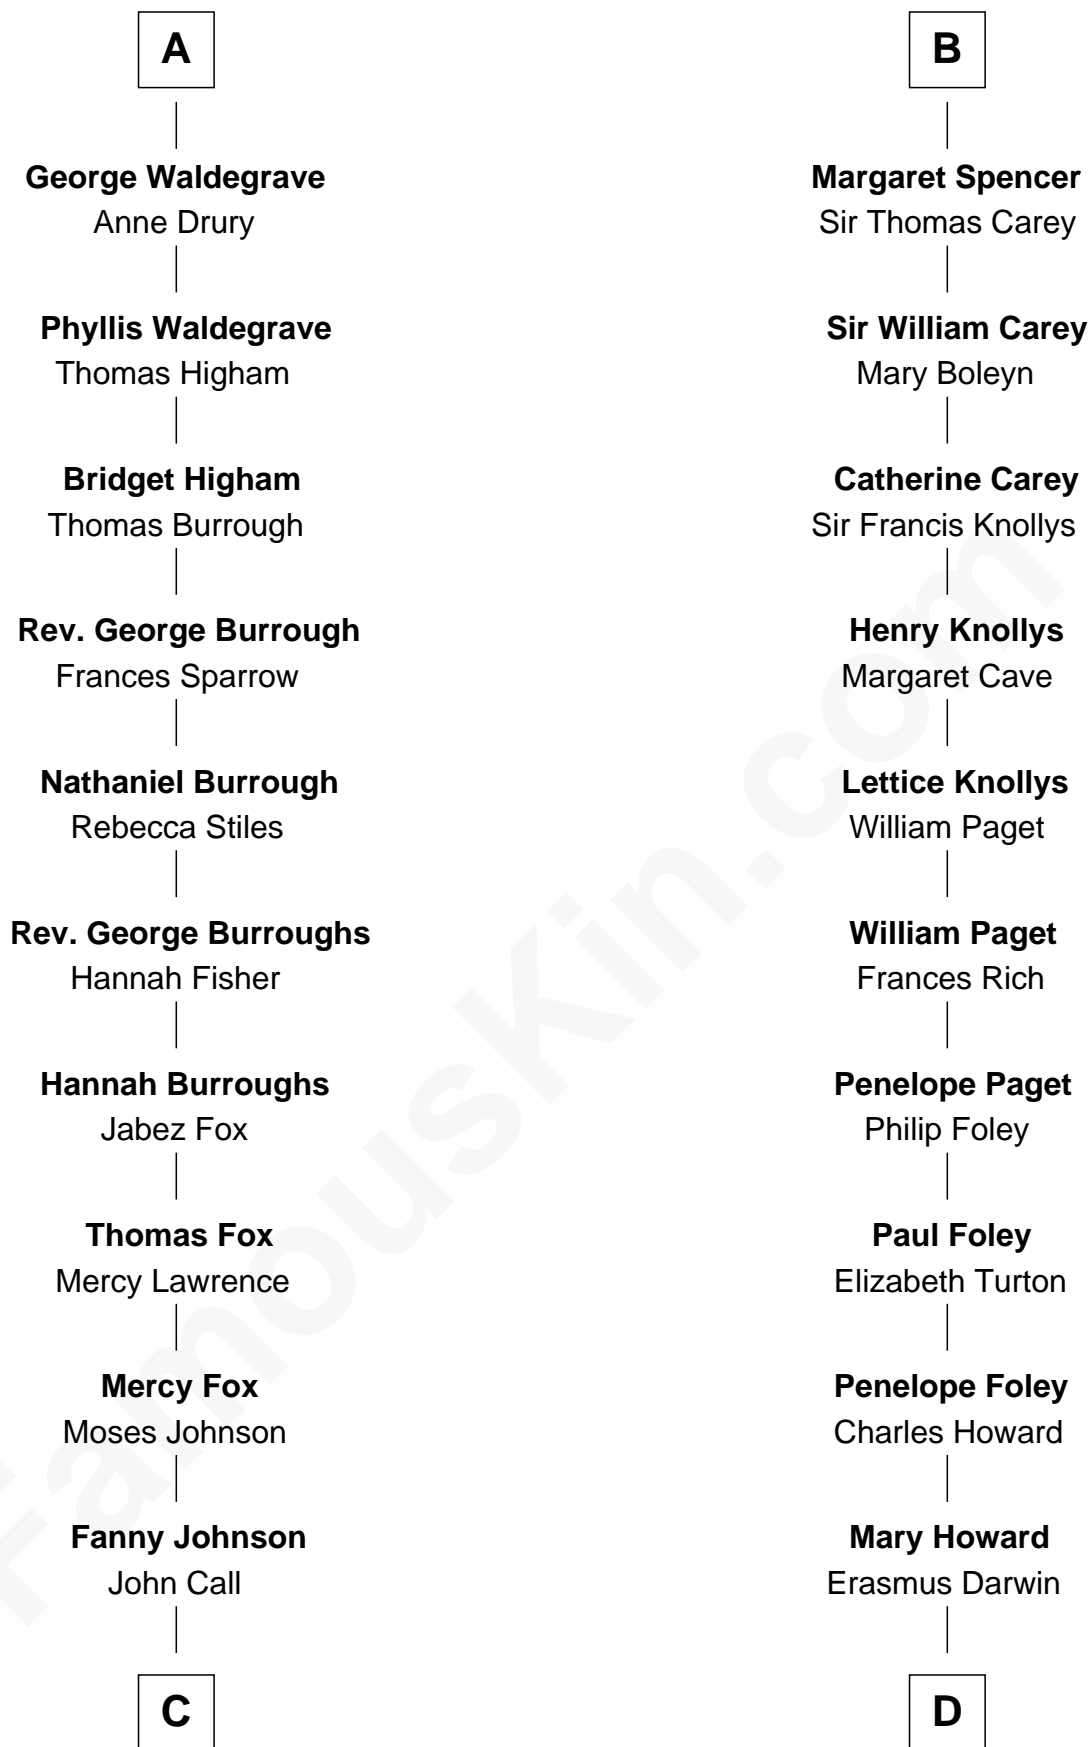 A
George Waldegrave
Anne Drury
Phyllis Waldegrave
Thomas Higham
Bridget Higham
Thomas Burrough
Rev. George Burrough
Frances Sparrow
Nathaniel Burrough
Rebecca Stiles
Rev. George Burroughs
Hannah Fisher
Hannah Burroughs
Jabez Fox
Thomas Fox
Mercy Lawrence
Mercy Fox
Moses Johnson
Fanny Johnson
John Call
C
B
Margaret Spencer
Sir Thomas Carey
Sir William Carey
Mary Boleyn
Catherine Carey
Sir Francis Knollys
Henry Knollys
Margaret Cave
Lettice Knollys
William Paget
William Paget
Frances Rich
Penelope Paget
Philip Foley
Paul Foley
Elizabeth Turton
Penelope Foley
Charles Howard
Mary Howard
Erasmus Darwin
D
FamousKin.com